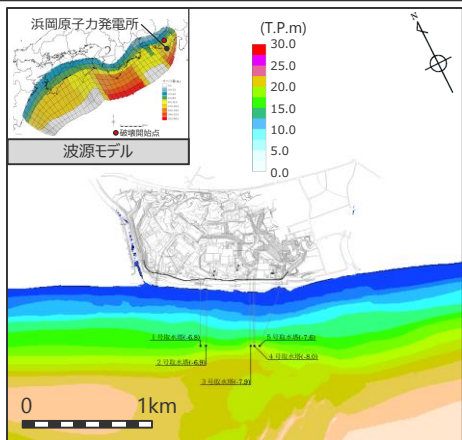 浜岡原子力発電所
破壊開始点
波源モデル
(T.P.m)
30.0
25.0
20.0
15.0
10.0
5.0
0.0
N
1号取水塔(-6.8)
2号取水塔(-6.9)
3号取水塔(-7.9)
4号取水塔(-8.0)
5号取水塔(-7.6)
0 1km